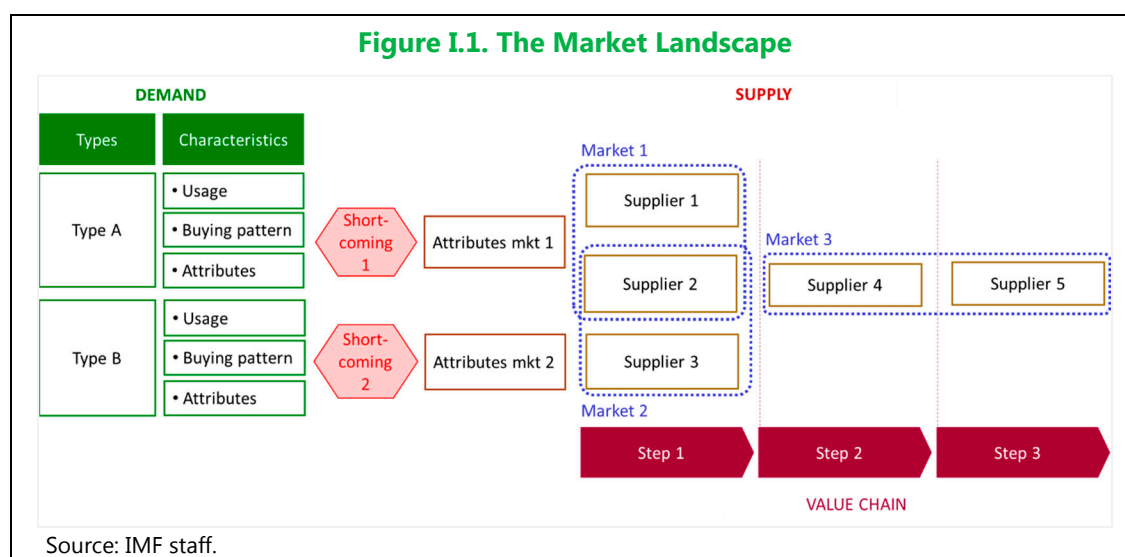 Figure I.1. The Market Landscape
DEMAND
SUPPLY
Types
Characteristics
Type A
• Usage
• Buying pattern
• Attributes
Type B
• Usage
• Buying pattern
• Attributes
Short-
coming
1
Short-
coming
2
Attributes mkt 1
Attributes mkt 2
Market 1
Supplier 1
Supplier 2
Supplier 3
Market 2
Market 3
Supplier 4
Supplier 5
Step 1
Step 2
Step 3
VALUE CHAIN
Source: IMF staff.